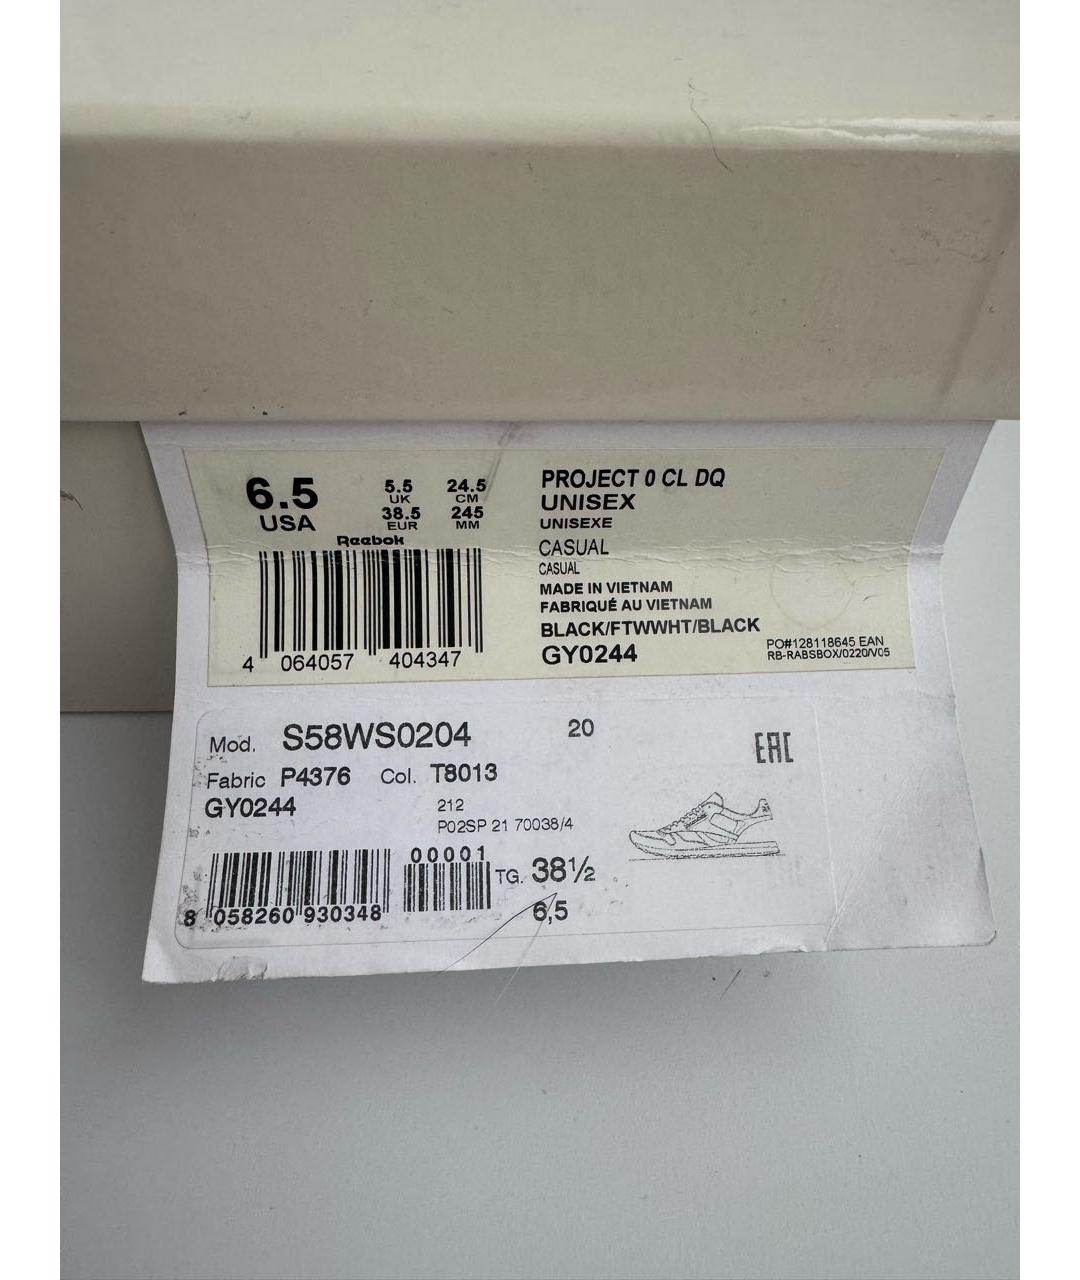 6.5
USA
5.5
UK
38.5
EUR
24.5
CM
245
MM
Reebok
4 064057 404347
PROJECT 0 CL DQ
UNISEX
UNISEXE
CASUAL
CASUAL
MADE IN VIETNAM
FABRIQUÉ AU VIETNAM
BLACK/FTWWHT/BLACK
GY0244
PO#128118645 EAN
RB-RABSBOX/0220/V05
Mod. S58WS0204 20
EAC
Fabric P4376 Col. T8013
GY0244
212
P02SP 21 70038/4
00001
8 058260 930348
TG. 38½
6,5